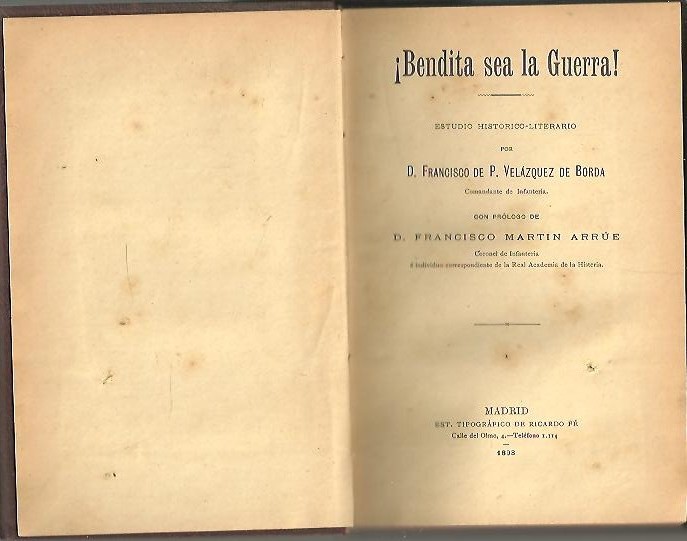 ¡Bendita sea la Guerra!
ESTUDIO HISTORICO-LITERARIO
POR
D. FRANCISCO DE P. VELÁZQUEZ DE BORDA
Comandante de Infantería.
CON PRÓLOGO DE
D. FRANCISCO MARTIN ARRÚE
Coronel de Infantería
é individuo correspondiente de la Real Academia de la Historia.
MADRID
EST. TIPOGRÁFICO DE RICARDO FÉ
Calle del Olmo, 4.—Teléfono 1.114
1898